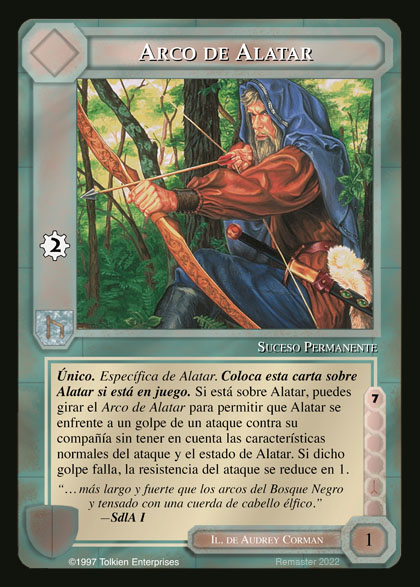 ARCO DE ALATAR
2
SUCESO PERMANENTE
Único. Específica de Alatar. Coloca esta carta sobre
Alatar si está en juego. Si está sobre Alatar, puedes
girar el Arco de Alatar para permitir que Alatar se
enfrente a un golpe de un ataque contra su
compañía sin tener en cuenta las características
normales del ataque y el estado de Alatar. Si dicho
golpe falla, la resistencia del ataque se reduce en 1.
7
“…más largo y fuerte que los arcos del Bosque Negro
y tensado con una cuerda de cabello élfico.”
—SdlA I
IL. DE AUDREY CORMAN
1
©1997 Tolkien Enterprises
Remaster 2022